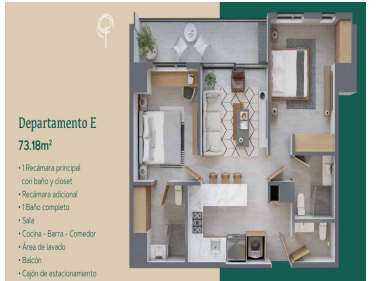 Departamento E
73.18m²
• 1 Recámara principal
con baño y closet
• Recámara adicional
• 1 Baño completo
• Sala
• Cocina - Barra - Comedor
• Área de lavado
• Balcón
• Cajón de estacionamiento